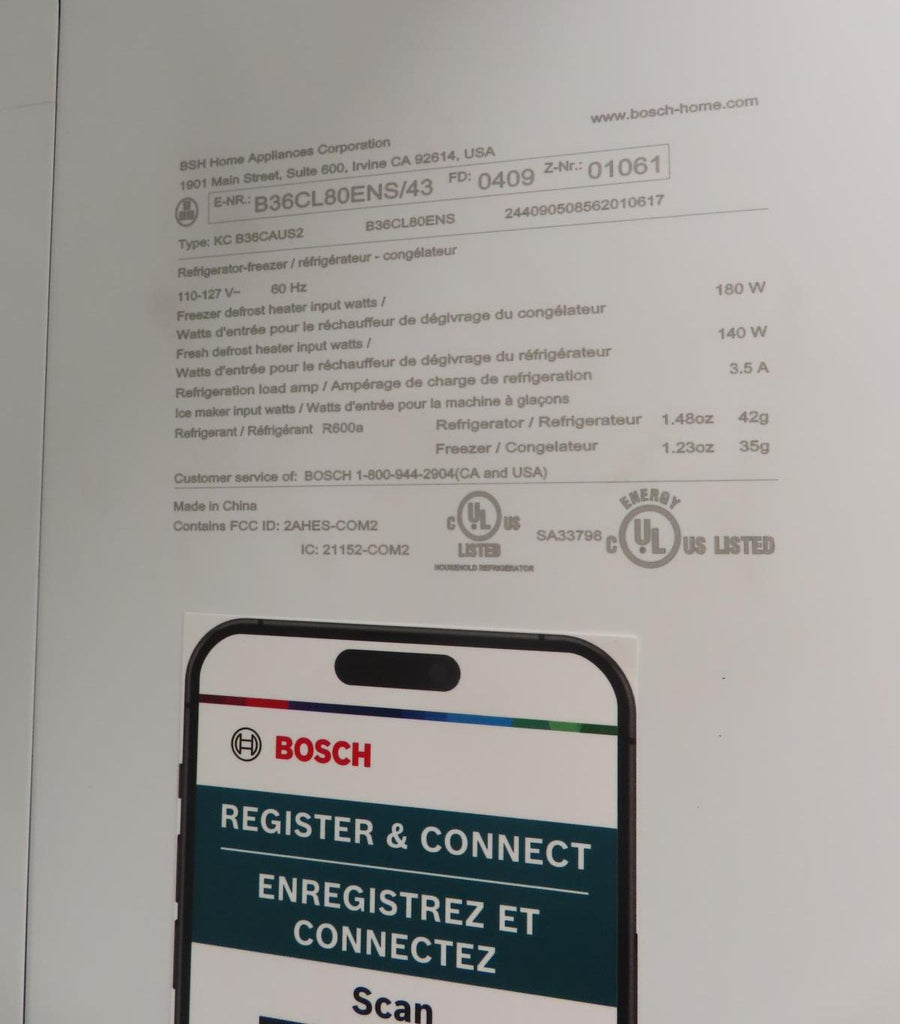 www.bosch-home.com
BSH Home Appliances Corporation
1901 Main Street, Suite 600, Irvine CA 92614, USA
E-NR.: B36CL80ENS/43 FD: 0409 Z-Nr.: 01061
Type: KC B36CAUS2 B36CL80ENS 244090508562010617
Refrigerator-freezer / réfrigérateur - congélateur
110-127 V~ 60 Hz
Freezer defrost heater input watts /
Watts d'entrée pour le réchauffeur de dégivrage du congélateur 180 W
Fresh defrost heater input watts /
Watts d'entrée pour le réchauffeur de dégivrage du réfrigérateur 140 W
Refrigeration load amp / Ampérage de charge de refrigeration 3.5 A
Ice maker input watts / Watts d'entrée pour la machine à glaçons
Refrigerant / Réfrigérant R600a Refrigerator / Refrigerateur 1.48oz 42g
Freezer / Congelateur 1.23oz 35g
Customer service of: BOSCH 1-800-944-2904(CA and USA)
Made in China
Contains FCC ID: 2AHES-COM2
IC: 21152-COM2
C UL US
LISTED
HOUSEHOLD REFRIGERATOR
SA33798
ENERGY
C UL US LISTED
BOSCH
REGISTER & CONNECT
ENREGISTREZ ET
CONNECTEZ
Scan